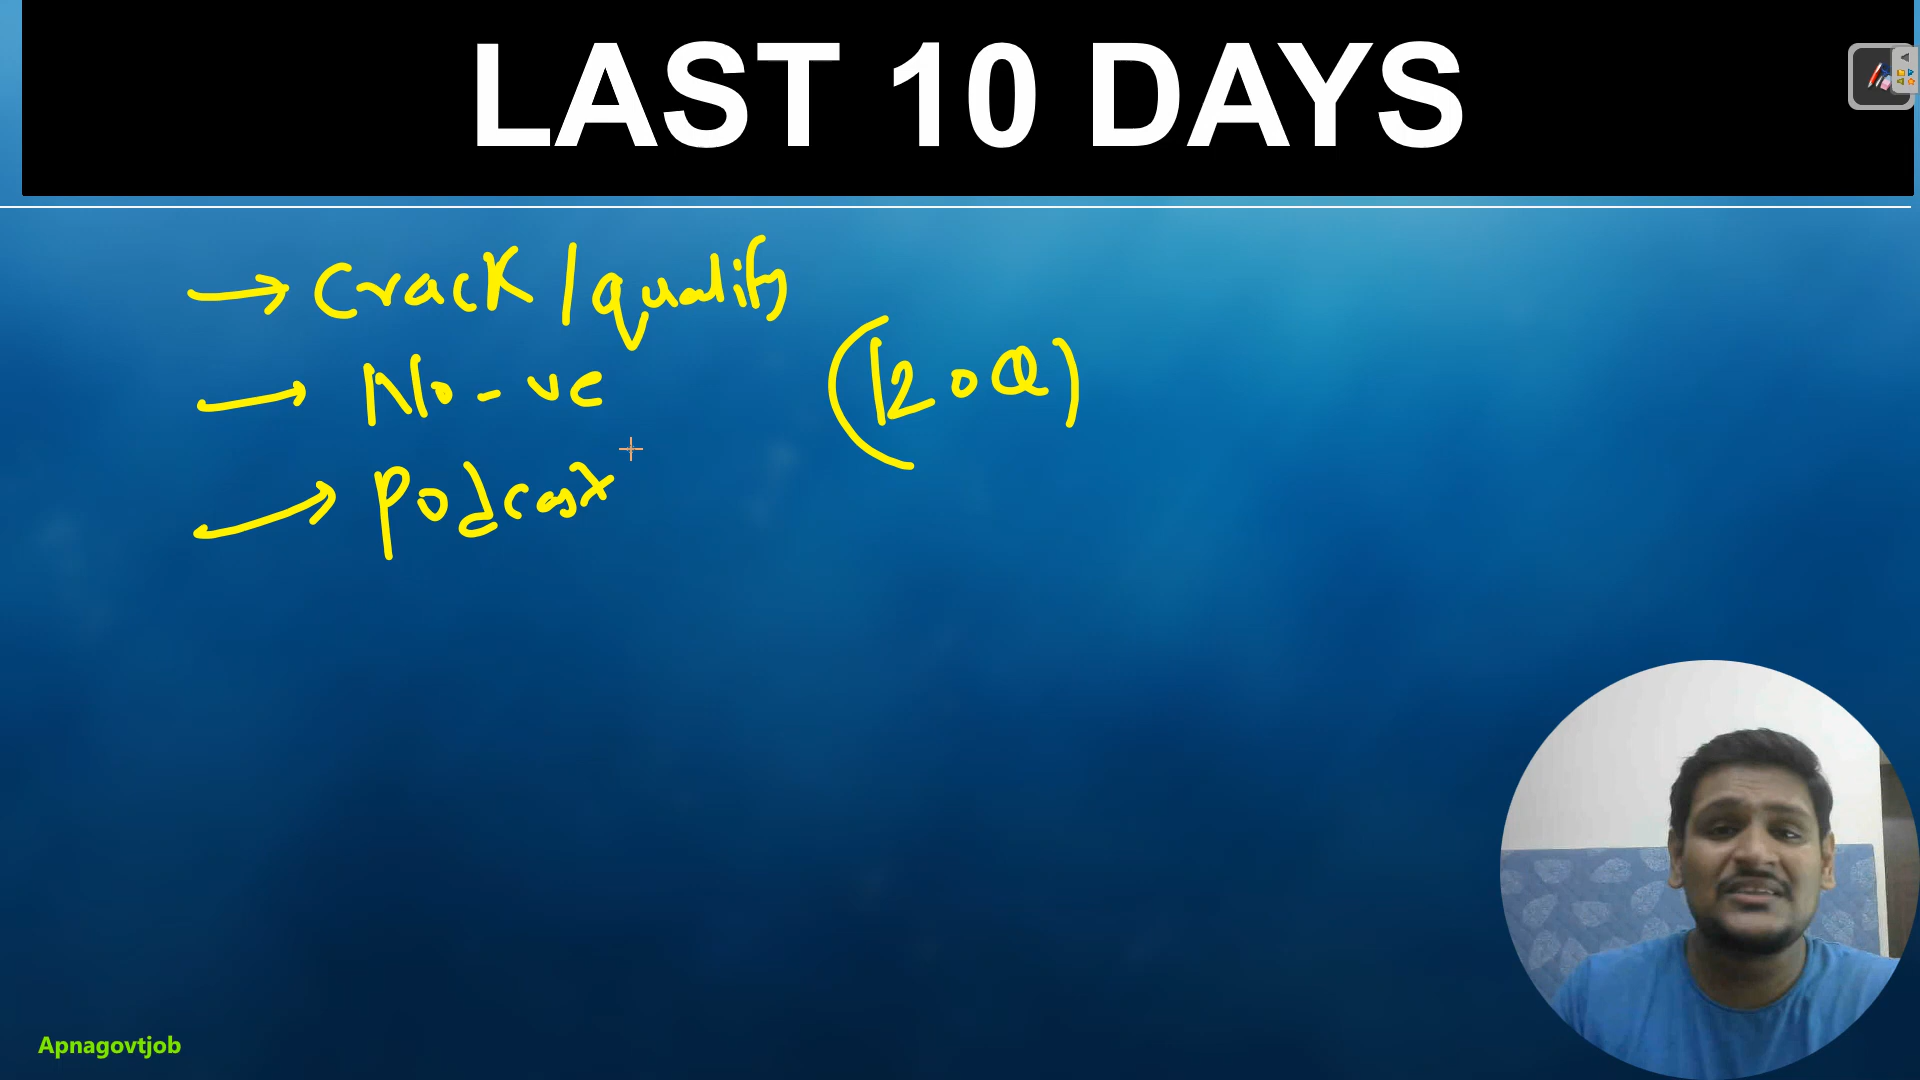 LAST 10 DAYS
→ Crack / qualify
→ No -ve
(120Q)
→ Podcast
Apnagovtjob